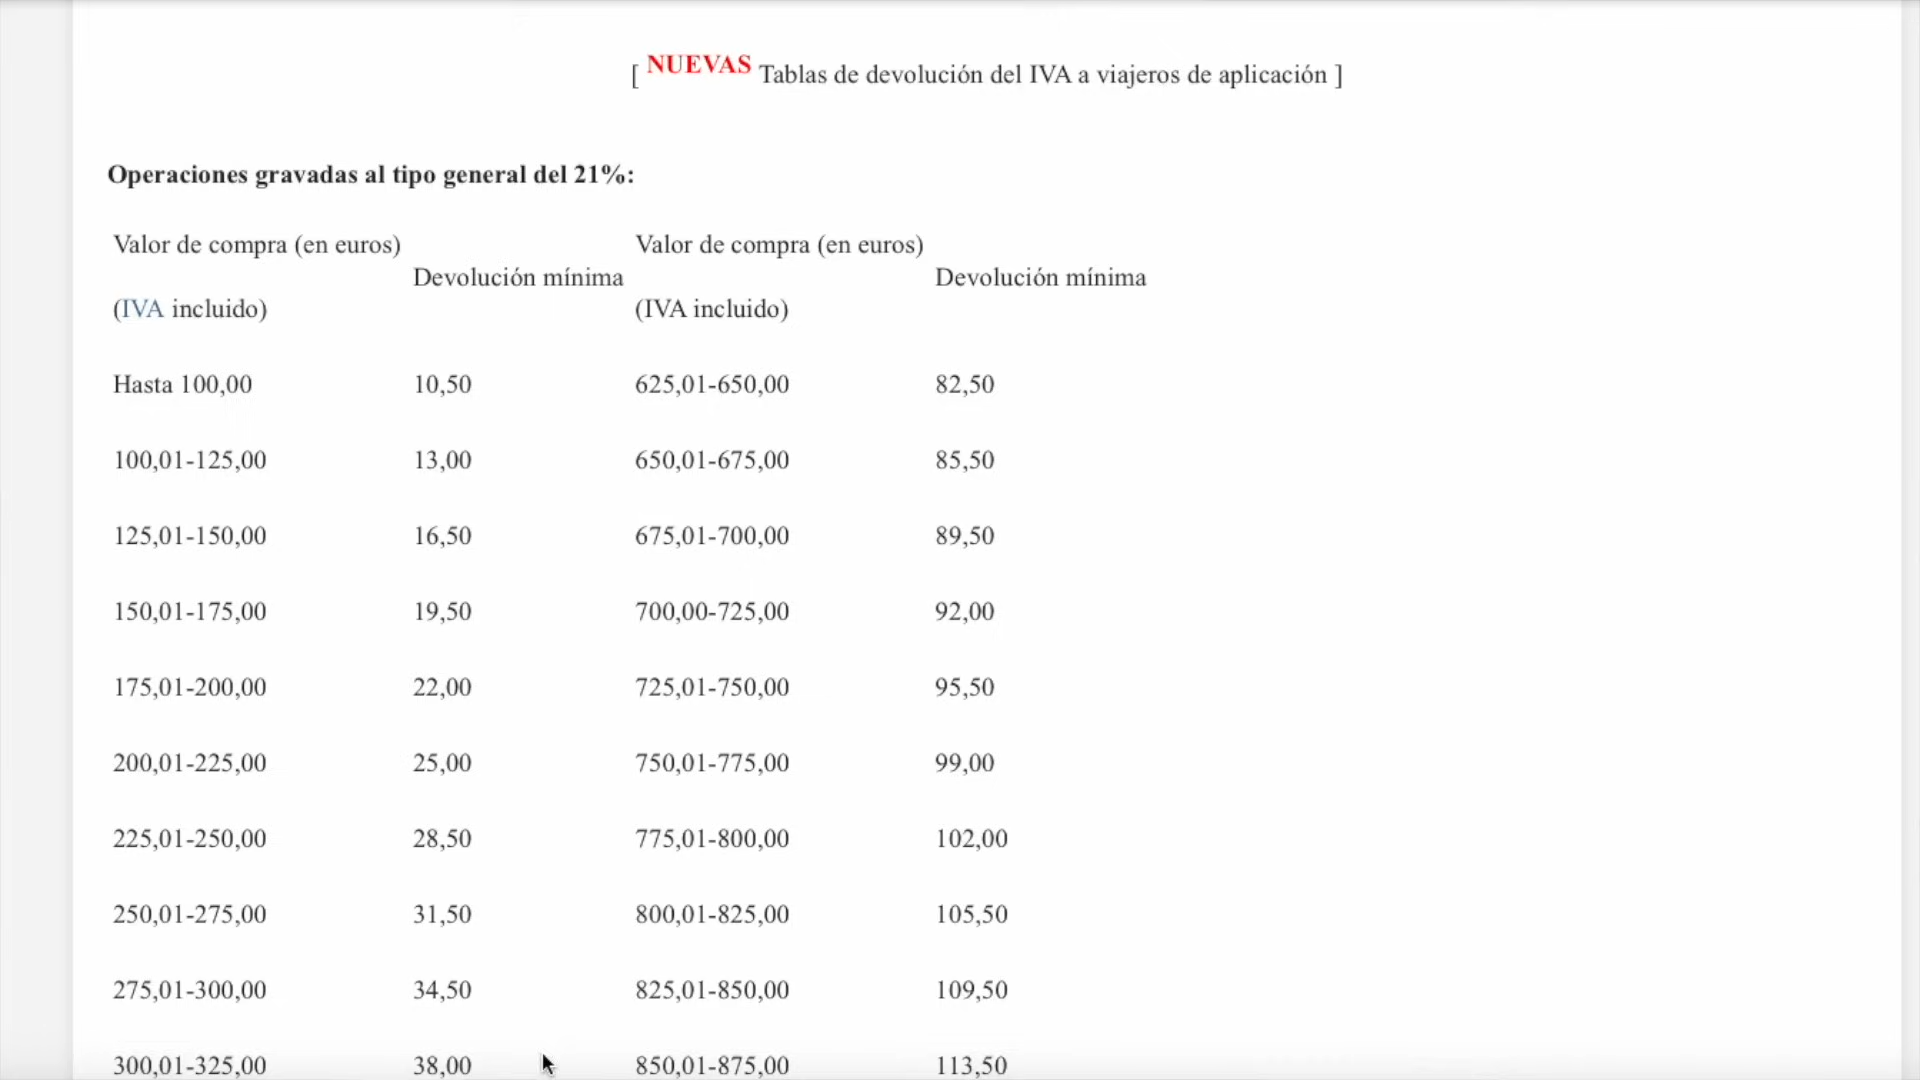 [ NUEVAS Tablas de devolución del IVA a viajeros de aplicación ]
Operaciones gravadas al tipo general del 21%:
Valor de compra (en euros) Valor de compra (en euros)
Devolución mínima Devolución mínima
(IVA incluido) (IVA incluido)
Hasta 100,00 10,50 625,01-650,00 82,50
100,01-125,00 13,00 650,01-675,00 85,50
125,01-150,00 16,50 675,01-700,00 89,50
150,01-175,00 19,50 700,00-725,00 92,00
175,01-200,00 22,00 725,01-750,00 95,50
200,01-225,00 25,00 750,01-775,00 99,00
225,01-250,00 28,50 775,01-800,00 102,00
250,01-275,00 31,50 800,01-825,00 105,50
275,01-300,00 34,50 825,01-850,00 109,50
300,01-325,00 38,00 850,01-875,00 113,50